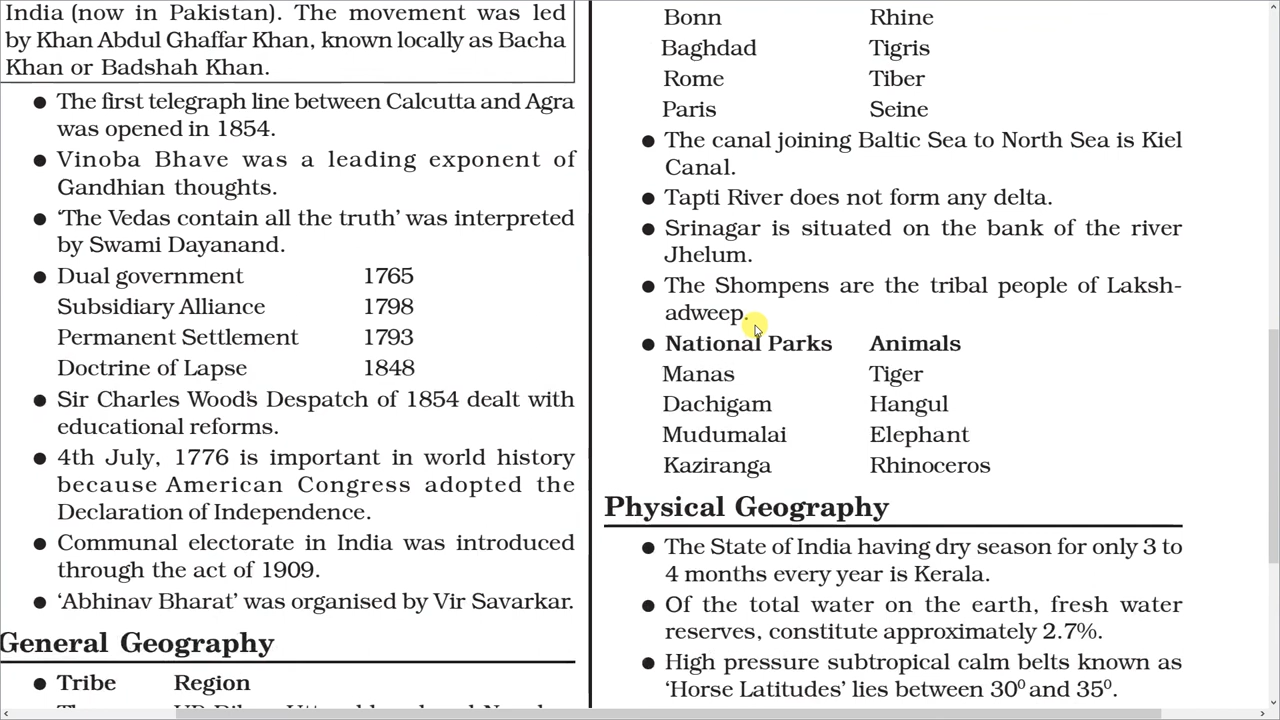 India (now in Pakistan). The movement was led
by Khan Abdul Ghaffar Khan, known locally as Bacha
Khan or Badshah Khan.
● The first telegraph line between Calcutta and Agra
was opened in 1854.
● Vinoba Bhave was a leading exponent of
Gandhian thoughts.
● ‘The Vedas contain all the truth’ was interpreted
by Swami Dayanand.
● Dual government 1765
Subsidiary Alliance 1798
Permanent Settlement 1793
Doctrine of Lapse 1848
● Sir Charles Wood’s Despatch of 1854 dealt with
educational reforms.
● 4th July, 1776 is important in world history
because American Congress adopted the
Declaration of Independence.
● Communal electorate in India was introduced
through the act of 1909.
● ‘Abhinav Bharat’ was organised by Vir Savarkar.
General Geography
● Tribe Region
Bonn Rhine
Baghdad Tigris
Rome Tiber
Paris Seine
● The canal joining Baltic Sea to North Sea is Kiel
Canal.
● Tapti River does not form any delta.
● Srinagar is situated on the bank of the river
Jhelum.
● The Shompens are the tribal people of Laksh-
adweep.
● National Parks Animals
Manas Tiger
Dachigam Hangul
Mudumalai Elephant
Kaziranga Rhinoceros
Physical Geography
● The State of India having dry season for only 3 to
4 months every year is Kerala.
● Of the total water on the earth, fresh water
reserves, constitute approximately 2.7%.
● High pressure subtropical calm belts known as
‘Horse Latitudes’ lies between 30⁰ and 35⁰.